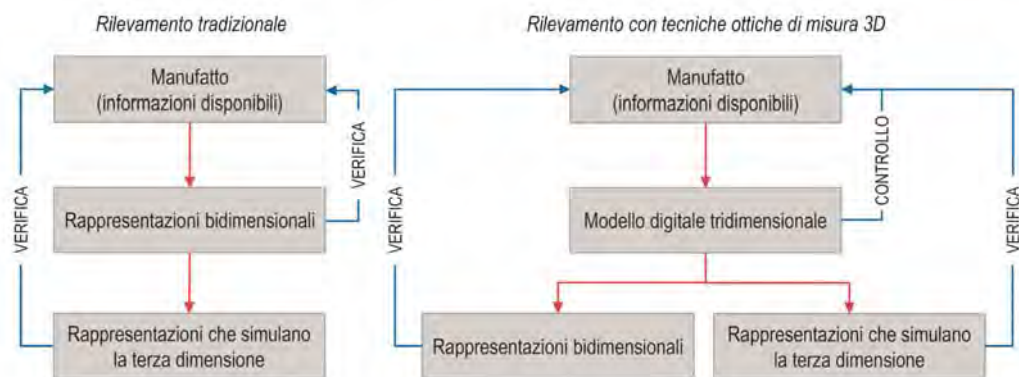 Rilevamento tradizionale
Manufatto
(informazioni disponibili)
VERIFICA
VERIFICA
Rappresentazioni bidimensionali
Rappresentazioni che simulano
la terza dimensione
Rilevamento con tecniche ottiche di misura 3D
Manufatto
(informazioni disponibili)
CONTROLLO
VERIFICA
VERIFICA
Modello digitale tridimensionale
Rappresentazioni bidimensionali
Rappresentazioni che simulano
la terza dimensione